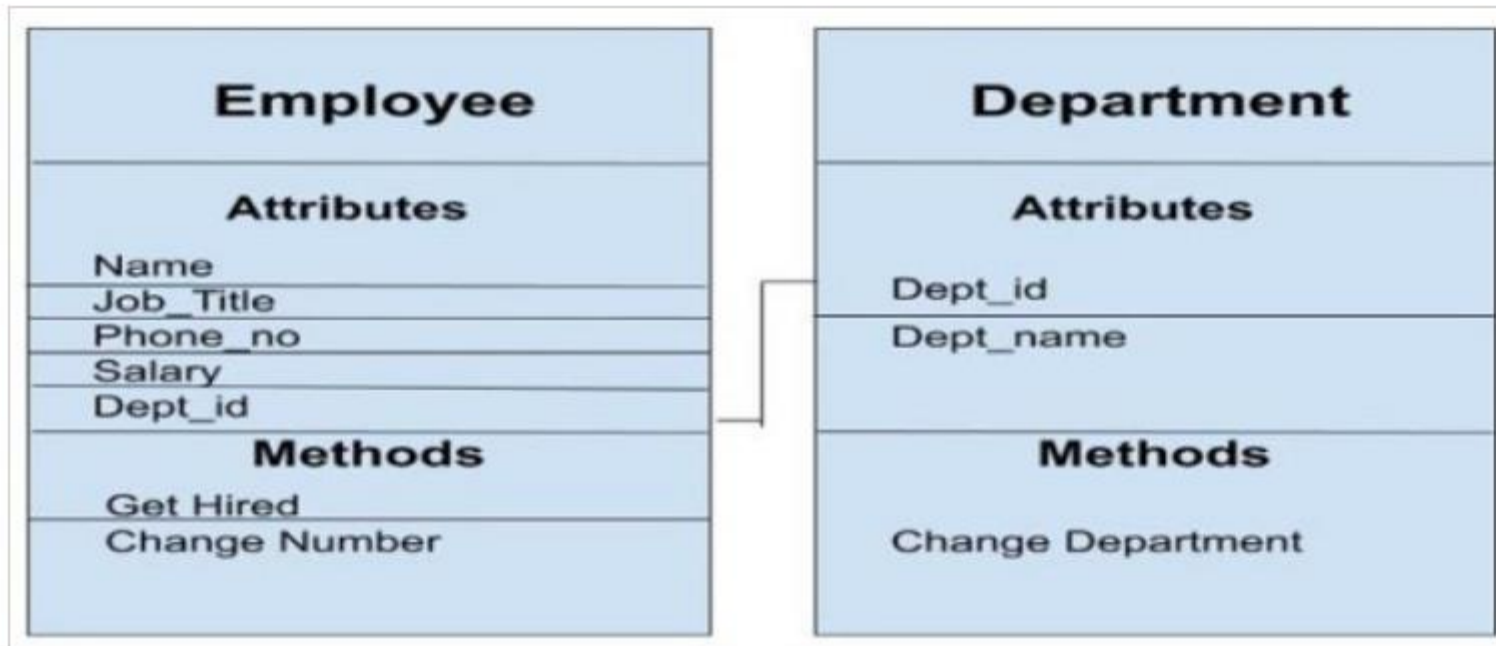 Employee
Attributes
Name
Job_Title
Phone_no
Salary
Dept_id
Methods
Get Hired
Change Number
Department
Attributes
Dept_id
Dept_name
Methods
Change Department